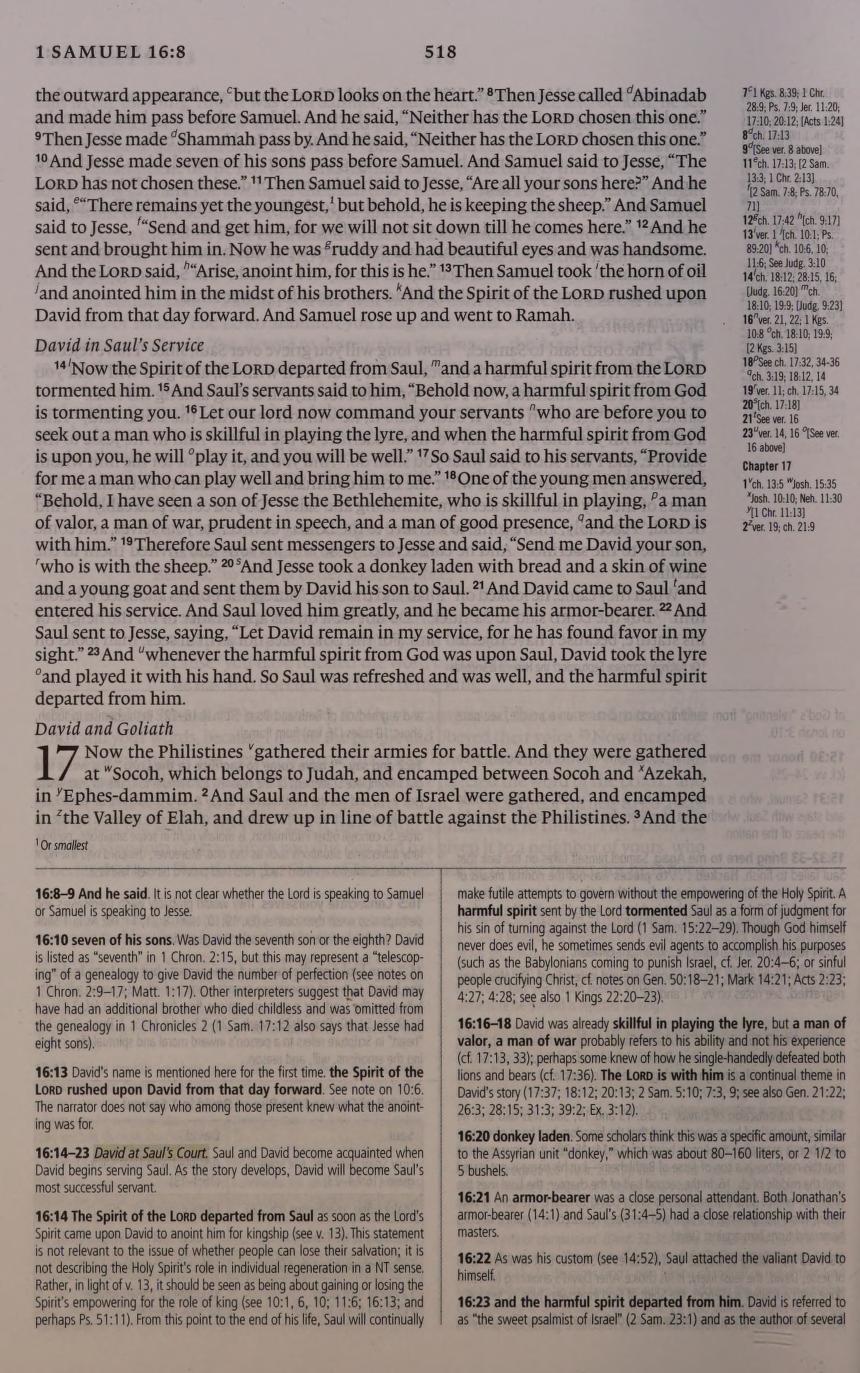 1 SAMUEL 16:8
518
the outward appearance, ᶜbut the LORD looks on the heart.” ⁸Then Jesse called ᵈAbinadab
and made him pass before Samuel. And he said, “Neither has the LORD chosen this one.”
⁹Then Jesse made ᵈShammah pass by. And he said, “Neither has the LORD chosen this one.”
¹⁰And Jesse made seven of his sons pass before Samuel. And Samuel said to Jesse, “The
LORD has not chosen these.” ¹¹Then Samuel said to Jesse, “Are all your sons here?” And he
said, ᵉ“There remains yet the youngest,¹ but behold, he is keeping the sheep.” And Samuel
said to Jesse, ᶠ“Send and get him, for we will not sit down till he comes here.” ¹²And he
sent and brought him in. Now he was ᵍruddy and had beautiful eyes and was handsome.
And the LORD said, ʰ“Arise, anoint him, for this is he.” ¹³Then Samuel took ⁱthe horn of oil
ʲand anointed him in the midst of his brothers. ᵏAnd the Spirit of the LORD rushed upon
David from that day forward. And Samuel rose up and went to Ramah.
David in Saul’s Service
¹⁴ˡNow the Spirit of the LORD departed from Saul, ᵐand a harmful spirit from the LORD
tormented him. ¹⁵And Saul’s servants said to him, “Behold now, a harmful spirit from God
is tormenting you. ¹⁶Let our lord now command your servants ⁿwho are before you to
seek out a man who is skillful in playing the lyre, and when the harmful spirit from God
is upon you, he will ᵒplay it, and you will be well.” ¹⁷So Saul said to his servants, “Provide
for me a man who can play well and bring him to me.” ¹⁸One of the young men answered,
“Behold, I have seen a son of Jesse the Bethlehemite, who is skillful in playing, ᵖa man
of valor, a man of war, prudent in speech, and a man of good presence, ᑫand the LORD is
with him.” ¹⁹Therefore Saul sent messengers to Jesse and said, “Send me David your son,
ʳwho is with the sheep.” ²⁰ˢAnd Jesse took a donkey laden with bread and a skin of wine
and a young goat and sent them by David his son to Saul. ²¹And David came to Saul ᵗand
entered his service. And Saul loved him greatly, and he became his armor-bearer. ²²And
Saul sent to Jesse, saying, “Let David remain in my service, for he has found favor in my
sight.” ²³And ᵘwhenever the harmful spirit from God was upon Saul, David took the lyre
ᵒand played it with his hand. So Saul was refreshed and was well, and the harmful spirit
departed from him.
David and Goliath
17 Now the Philistines ᵛgathered their armies for battle. And they were gathered
at ʷSocoh, which belongs to Judah, and encamped between Socoh and ˣAzekah,
in ʸEphes-dammim. ²And Saul and the men of Israel were gathered, and encamped
in ᶻthe Valley of Elah, and drew up in line of battle against the Philistines. ³And the
¹ Or smallest
7ᶜ1 Kgs. 8:39; 1 Chr.
28:9; Ps. 7:9; Jer. 11:20;
17:10; 20:12; [Acts 1:24]
8ᵈch. 17:13
9ᵈ[See ver. 8 above]
11ᵉch. 17:13; [2 Sam.
13:3; 1 Chr. 2:13]
ᶠ[2 Sam. 7:8; Ps. 78:70,
71]
12ᵍch. 17:42 ʰ[ch. 9:17]
13ⁱver. 1 ʲ[ch. 10:1; Ps.
89:20] ᵏch. 10:6, 10;
11:6; See Judg. 3:10
14ˡch. 18:12; 28:15, 16;
[Judg. 16:20] ᵐch.
18:10; 19:9; [Judg. 9:23]
16ⁿver. 21, 22; 1 Kgs.
10:8 ᵒch. 18:10; 19:9;
[2 Kgs. 3:15]
18ᵖSee ch. 17:32, 34-36
ᑫch. 3:19; 18:12, 14
19ʳver. 11; ch. 17:15, 34
20ˢ[ch. 17:18]
21ᵗSee ver. 16
23ᵘver. 14, 16 ᵒ[See ver.
16 above]
Chapter 17
1ᵛch. 13:5 ʷJosh. 15:35
ˣJosh. 10:10; Neh. 11:30
ʸ[1 Chr. 11:13]
2ᶻver. 19; ch. 21:9
16:8–9 And he said. It is not clear whether the Lord is speaking to Samuel
or Samuel is speaking to Jesse.
16:10 seven of his sons. Was David the seventh son or the eighth? David
is listed as “seventh” in 1 Chron. 2:15, but this may represent a “telescop-
ing” of a genealogy to give David the number of perfection (see notes on
1 Chron. 2:9–17; Matt. 1:17). Other interpreters suggest that David may
have had an additional brother who died childless and was omitted from
the genealogy in 1 Chronicles 2 (1 Sam. 17:12 also says that Jesse had
eight sons).
16:13 David’s name is mentioned here for the first time. the Spirit of the
LORD rushed upon David from that day forward. See note on 10:6.
The narrator does not say who among those present knew what the anoint-
ing was for.
16:14–23 David at Saul’s Court. Saul and David become acquainted when
David begins serving Saul. As the story develops, David will become Saul’s
most successful servant.
16:14 The Spirit of the LORD departed from Saul as soon as the Lord’s
Spirit came upon David to anoint him for kingship (see v. 13). This statement
is not relevant to the issue of whether people can lose their salvation; it is
not describing the Holy Spirit’s role in individual regeneration in a NT sense.
Rather, in light of v. 13, it should be seen as being about gaining or losing the
Spirit’s empowering for the role of king (see 10:1, 6, 10; 11:6; 16:13; and
perhaps Ps. 51:11). From this point to the end of his life, Saul will continually
make futile attempts to govern without the empowering of the Holy Spirit. A
harmful spirit sent by the Lord tormented Saul as a form of judgment for
his sin of turning against the Lord (1 Sam. 15:22–29). Though God himself
never does evil, he sometimes sends evil agents to accomplish his purposes
(such as the Babylonians coming to punish Israel, cf. Jer. 20:4–6; or sinful
people crucifying Christ, cf. notes on Gen. 50:18–21; Mark 14:21; Acts 2:23;
4:27; 4:28; see also 1 Kings 22:20–23).
16:16–18 David was already skillful in playing the lyre, but a man of
valor, a man of war probably refers to his ability and not his experience
(cf. 17:13, 33); perhaps some knew of how he single-handedly defeated both
lions and bears (cf. 17:36). The LORD is with him is a continual theme in
David’s story (17:37; 18:12; 20:13; 2 Sam. 5:10; 7:3, 9; see also Gen. 21:22;
26:3; 28:15; 31:3; 39:2; Ex. 3:12).
16:20 donkey laden. Some scholars think this was a specific amount, similar
to the Assyrian unit “donkey,” which was about 80–160 liters, or 2 1/2 to
5 bushels.
16:21 An armor-bearer was a close personal attendant. Both Jonathan’s
armor-bearer (14:1) and Saul’s (31:4–5) had a close relationship with their
masters.
16:22 As was his custom (see 14:52), Saul attached the valiant David to
himself.
16:23 and the harmful spirit departed from him. David is referred to
as “the sweet psalmist of Israel” (2 Sam. 23:1) and as the author of several